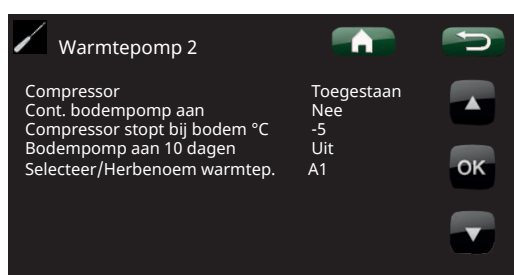 Warmtepomp 2
Compressor Toegestaan
Cont. bodempomp aan Nee
Compressor stopt bij bodem °C -5
Bodempomp aan 10 dagen Uit
Selecteer/Herbenoem warmtep. A1
OK